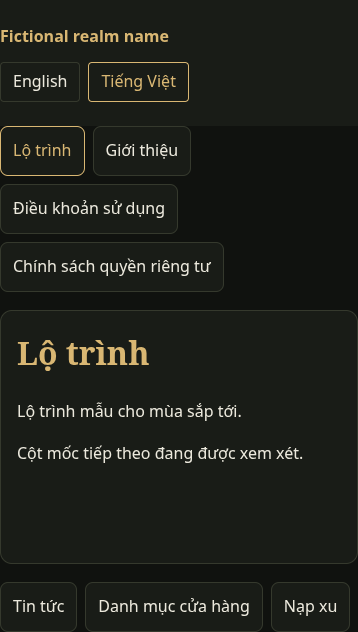 Fictional realm name
English Tiếng Việt
Lộ trình Giới thiệu
Điều khoản sử dụng
Chính sách quyền riêng tư
Lộ trình
Lộ trình mẫu cho mùa sắp tới.
Cột mốc tiếp theo đang được xem xét.
Tin tức Danh mục cửa hàng Nạp xu